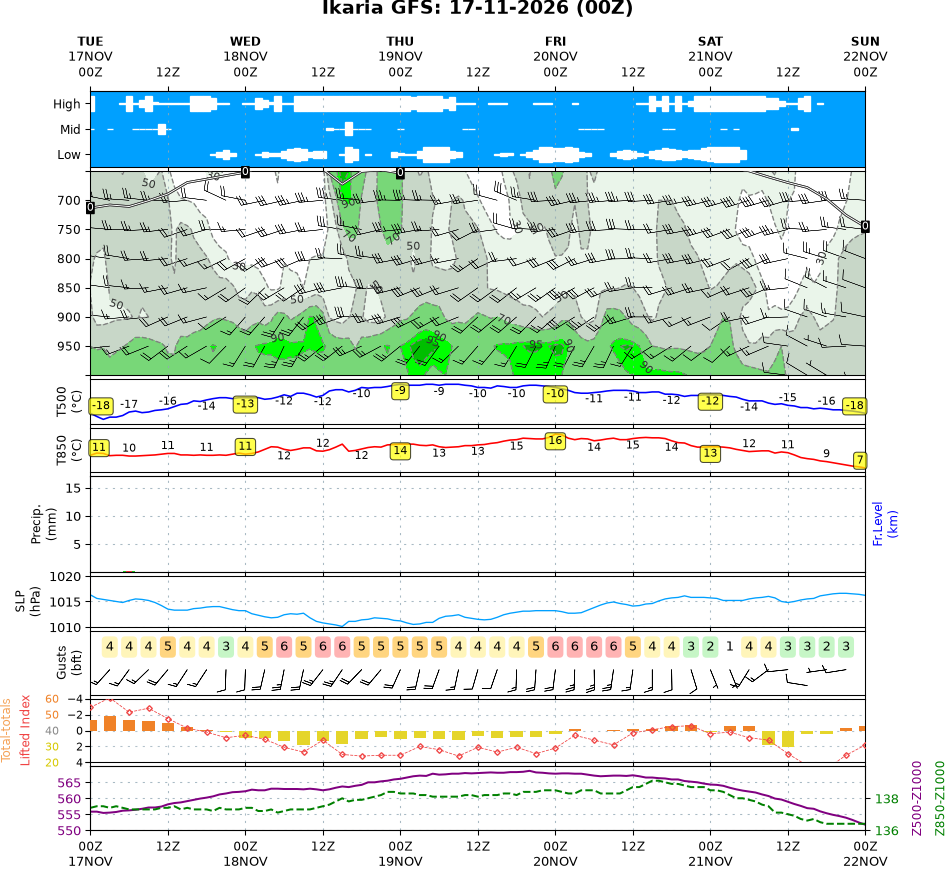 Ikaria GFS: 17-11-2026 (00Z)
TUE WED THU FRI SAT SUN
17NOV 18NOV 19NOV 20NOV 21NOV 22NOV
00Z 12Z 00Z 12Z 00Z 12Z 00Z 12Z 00Z 12Z 00Z
High
Mid
Low
0 0 0 0
50 30 90 70 50 30 50 50 30
700
750
800
850
900
950
50 90 95 90 70 90
T500 (°C)
-18 -17 -16 -14 -13 -12 -12 -10 -9 -9 -10 -10 -10 -11 -11 -12 -12 -14 -15 -16 -18
T850 (°C)
11 10 11 11 11 12 12 12 14 13 13 15 16 14 15 14 13 12 11 9 7
Precip. (mm)
15
10
5
Fr.Level (km)
SLP (hPa)
1020
1015
1010
Gusts (bft)
4 4 4 5 4 4 3 4 5 6 5 6 6 5 5 5 5 5 4 4 4 4 5 6 6 6 6 5 4 4 3 2 1 4 4 3 3 2 3
Total-totals
Lifted Index
60 −4
50 −2
40 0
30 2
20 4
565
560
555
550
138
136
Z500-Z1000
Z850-Z1000
00Z 12Z 00Z 12Z 00Z 12Z 00Z 12Z 00Z 12Z 00Z
17NOV 18NOV 19NOV 20NOV 21NOV 22NOV